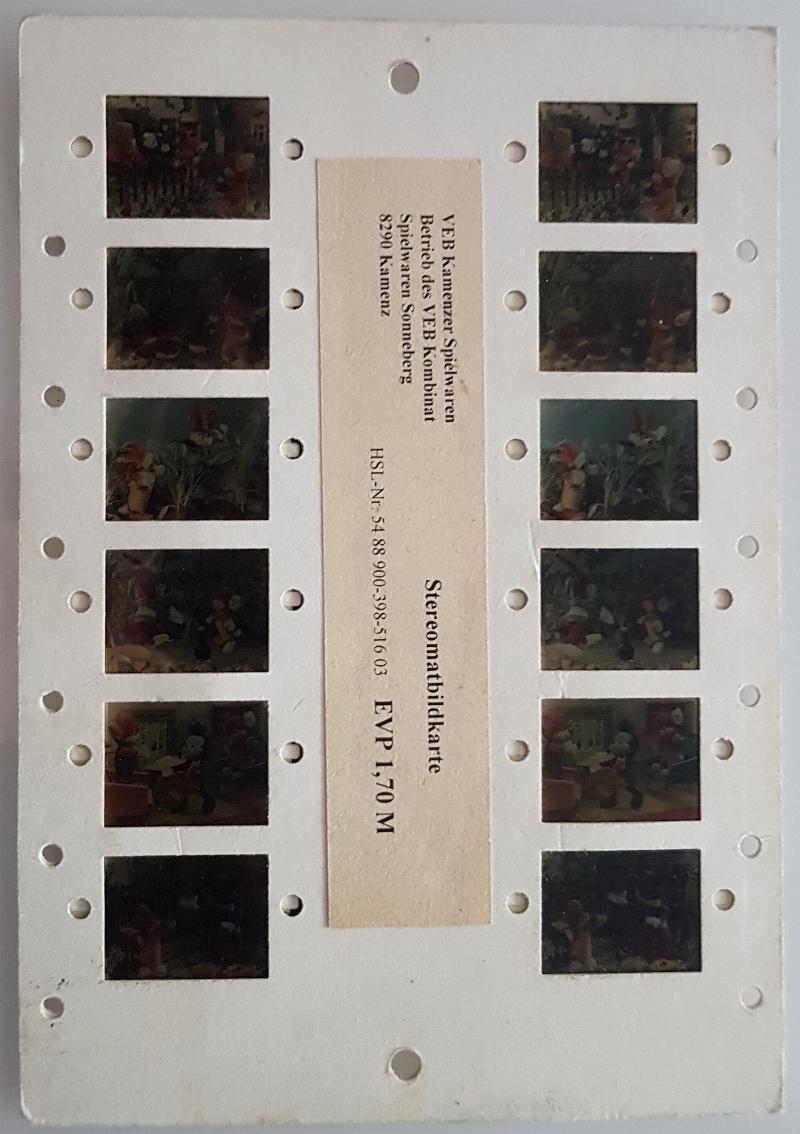 VEB Kamenzer Spielwaren
Betrieb des VEB Kombinat
Spielwaren Sonneberg
8290 Kamenz
Stereomatbildkarte
HSL-Nr. 54 88 900-398-516 03 EVP 1,70 M